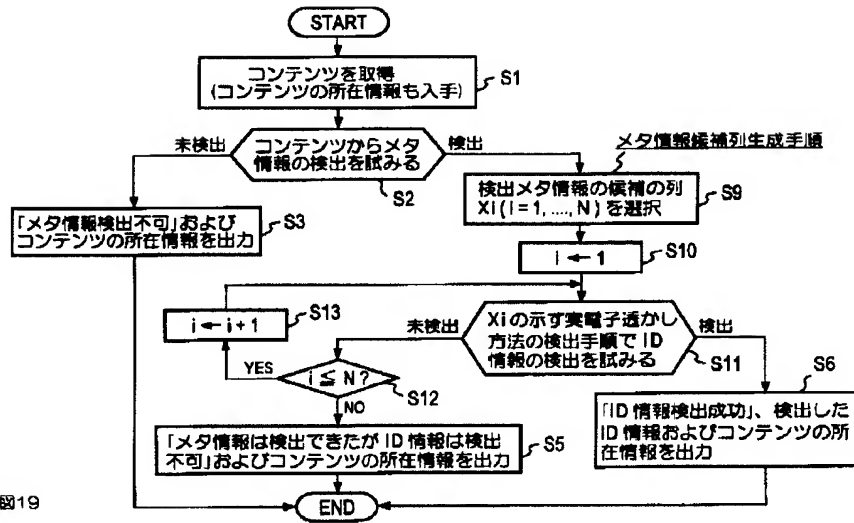 START
コンテンツを取得
(コンテンツの所在情報も入手)
S1
未検出
コンテンツからメタ
情報の検出を試みる
検出
S2
メタ情報候補列生成手順
検出メタ情報の候補の列
Xi(i=1,....,N)を選択
S9
「メタ情報検出不可」および
コンテンツの所在情報を出力
S3
i ← 1
S10
i ← i+1
S13
未検出
Xiの示す実電子透かし
方法の検出手順でID
情報の検出を試みる
検出
S11
YES
i ≦ N?
S12
NO
S6
「ID情報検出成功」、検出した
ID情報およびコンテンツの所
在情報を出力
「メタ情報は検出できたがID情報は検出
不可」およびコンテンツの所在情報を出力
S5
図19
END